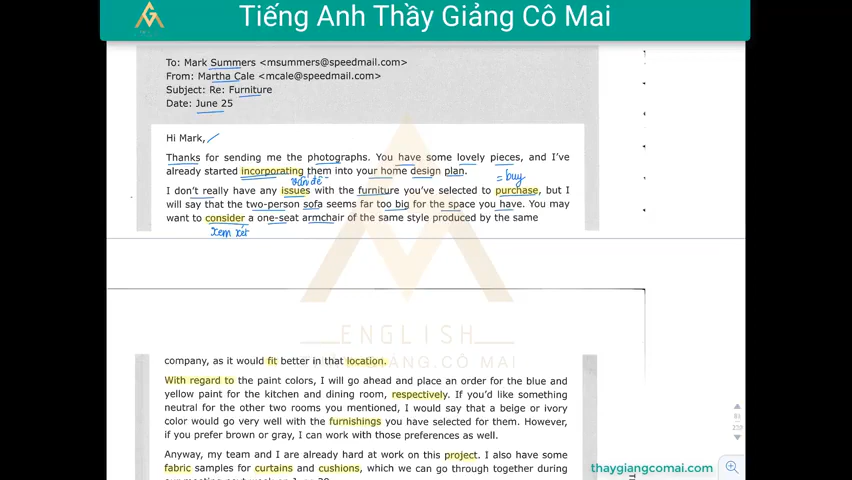 Tiếng Anh Thầy Giảng Cô Mai
To: Mark Summers <msummers@speedmail.com>
From: Martha Cale <mcale@speedmail.com>
Subject: Re: Furniture
Date: June 25
Hi Mark,
Thanks for sending me the photographs. You have some lovely pieces, and I've
already started incorporating them into your home design plan.
vấn đề
= buy
I don't really have any issues with the furniture you've selected to purchase, but I
will say that the two-person sofa seems far too big for the space you have. You may
want to consider a one-seat armchair of the same style produced by the same
xem xét
ENGLISH
company, as it would fit better in that location.
With regard to the paint colors, I will go ahead and place an order for the blue and
yellow paint for the kitchen and dining room, respectively. If you'd like something
neutral for the other two rooms you mentioned, I would say that a beige or ivory
color would go very well with the furnishings you have selected for them. However,
if you prefer brown or gray, I can work with those preferences as well.
Anyway, my team and I are already hard at work on this project. I also have some
fabric samples for curtains and cushions, which we can go through together during
thaygiangcomai.com